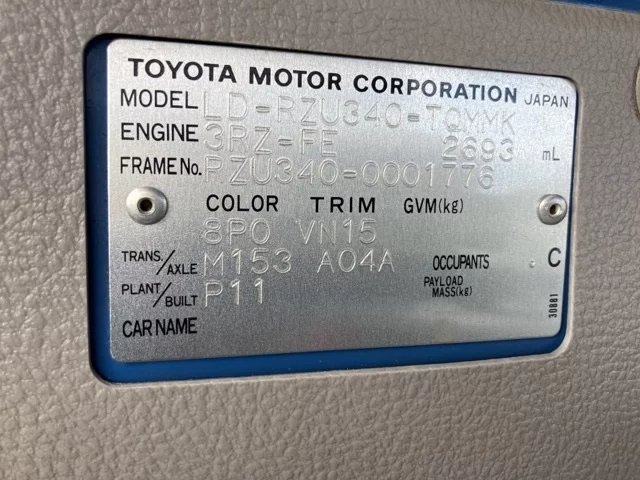 TOYOTA MOTOR CORPORATION JAPAN
MODEL LD-RZU340-TQMMK
ENGINE 3RZ-FE 2693 mL
FRAME No. RZU340-0001776
COLOR TRIM GVM(kg)
8P0 VN15
TRANS./AXLE M153 A04A OCCUPANTS C
PLANT/BUILT P11 PAYLOAD MASS(kg)
CAR NAME
30881